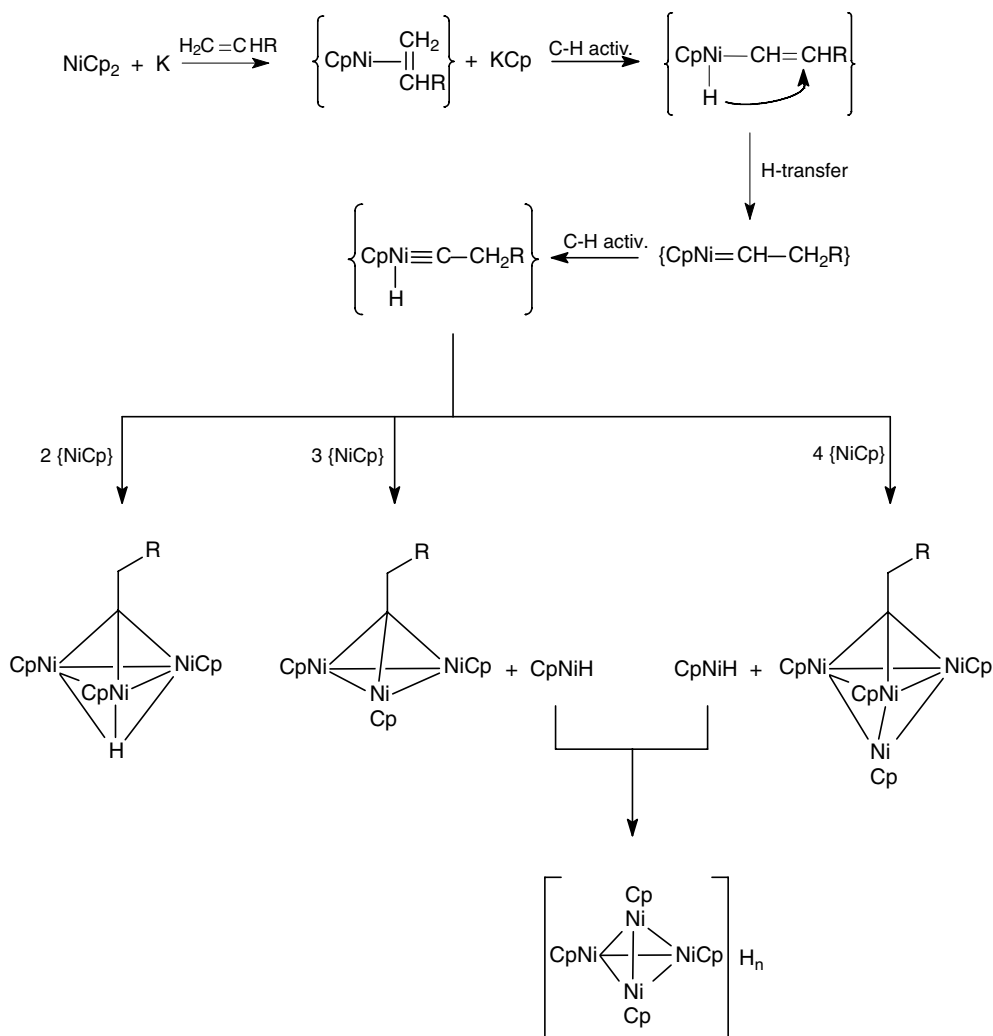 NiCp2 + K
H2C=CHR
{CpNi—CH2=CHR} + KCp
C-H activ.
{CpNi—CH=CHR}
H
H-transfer
{CpNi=CH—CH2R}
C-H activ.
{CpNi≡C—CH2R}
H
2 {NiCp}
3 {NiCp}
4 {NiCp}
R
CpNi
NiCp
CpNi
H
R
CpNi
NiCp
Ni
Cp
+ CpNiH
CpNiH +
R
CpNi
NiCp
CpNi
Ni
Cp
Cp
Ni
CpNi
NiCp
Ni
Cp
Hn